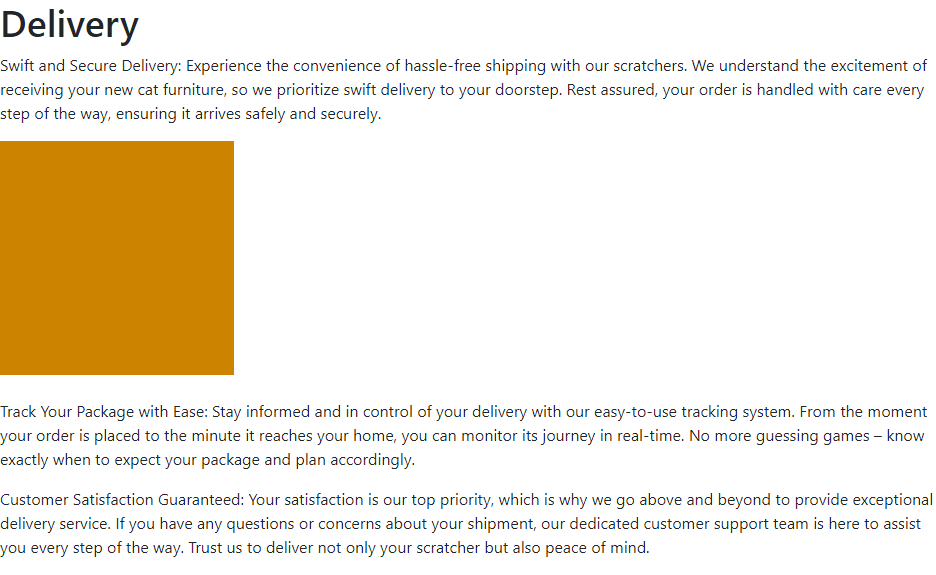 Delivery
Swift and Secure Delivery: Experience the convenience of hassle-free shipping with our scratchers. We understand the excitement of
receiving your new cat furniture, so we prioritize swift delivery to your doorstep. Rest assured, your order is handled with care every
step of the way, ensuring it arrives safely and securely.
Track Your Package with Ease: Stay informed and in control of your delivery with our easy-to-use tracking system. From the moment
your order is placed to the minute it reaches your home, you can monitor its journey in real-time. No more guessing games – know
exactly when to expect your package and plan accordingly.
Customer Satisfaction Guaranteed: Your satisfaction is our top priority, which is why we go above and beyond to provide exceptional
delivery service. If you have any questions or concerns about your shipment, our dedicated customer support team is here to assist
you every step of the way. Trust us to deliver not only your scratcher but also peace of mind.